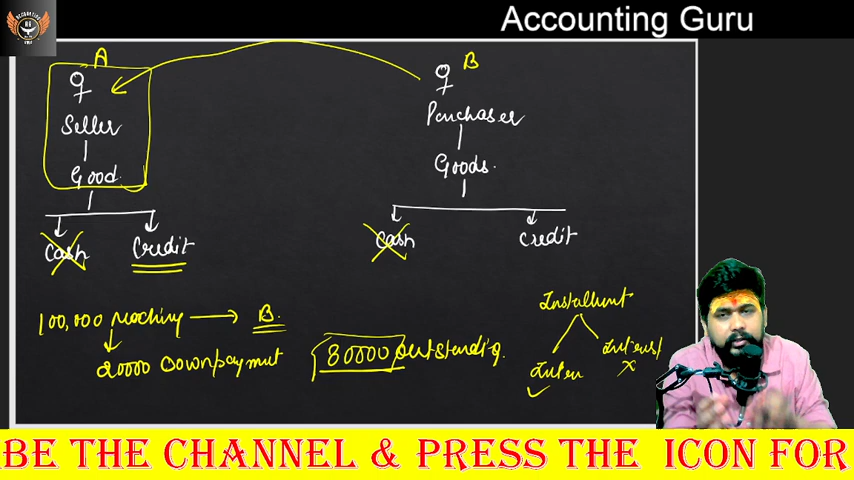 Accounting Guru
A
B
Seller
Purchaser
Good
Goods.
Cash
Credit
Cash
Credit
100,000 → B.
20000 Downpayment
80000 outstanding.
Installment
BE THE CHANNEL & PRESS THE ICON FOR